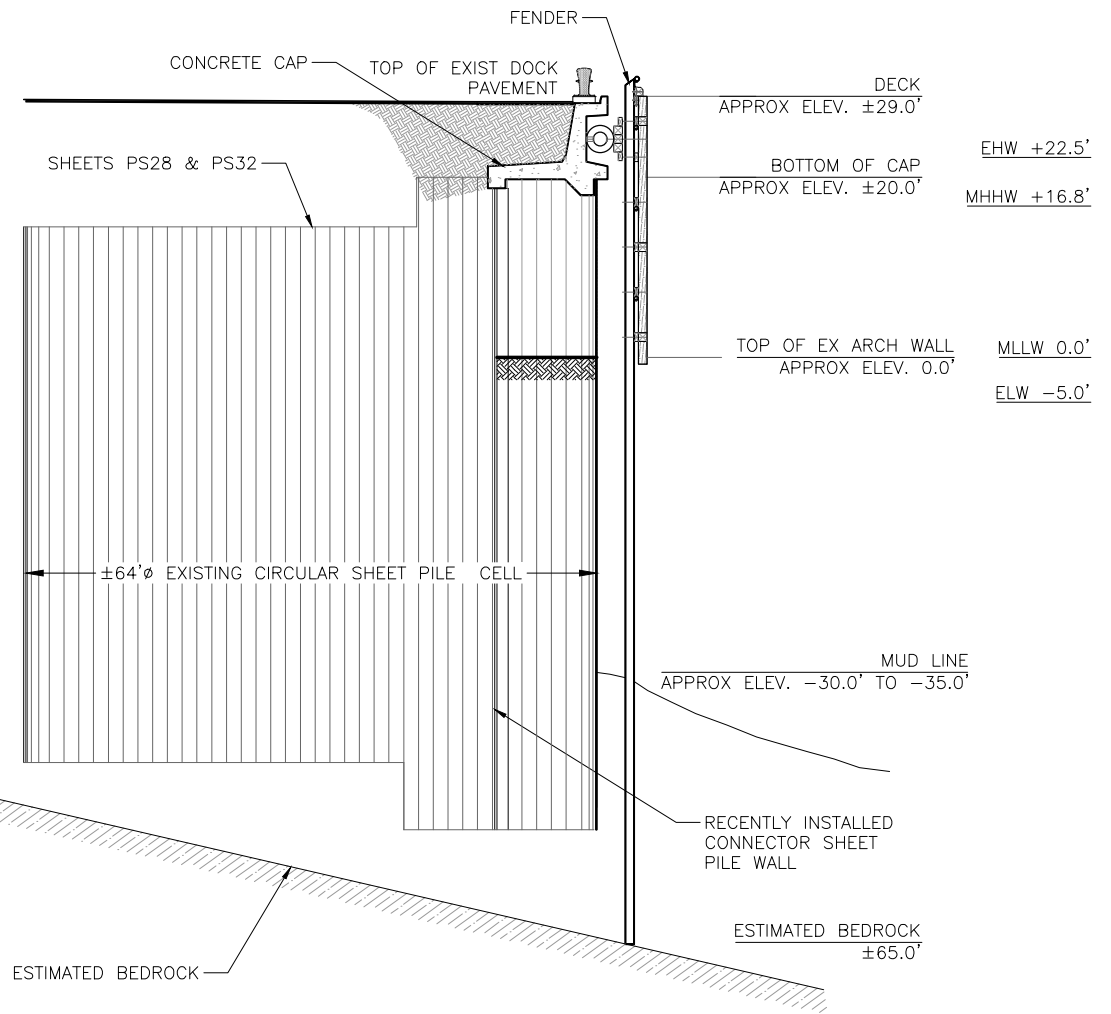 FENDER
CONCRETE CAP
TOP OF EXIST DOCK
PAVEMENT
DECK
APPROX ELEV. ±29.0'
EHW +22.5'
SHEETS PS28 & PS32
BOTTOM OF CAP
APPROX ELEV. ±20.0'
MHHW +16.8'
TOP OF EX ARCH WALL
APPROX ELEV. 0.0'
MLLW 0.0'
ELW −5.0'
±64'ø EXISTING CIRCULAR SHEET PILE CELL
MUD LINE
APPROX ELEV. −30.0' TO −35.0'
RECENTLY INSTALLED
CONNECTOR SHEET
PILE WALL
ESTIMATED BEDROCK
±65.0'
ESTIMATED BEDROCK